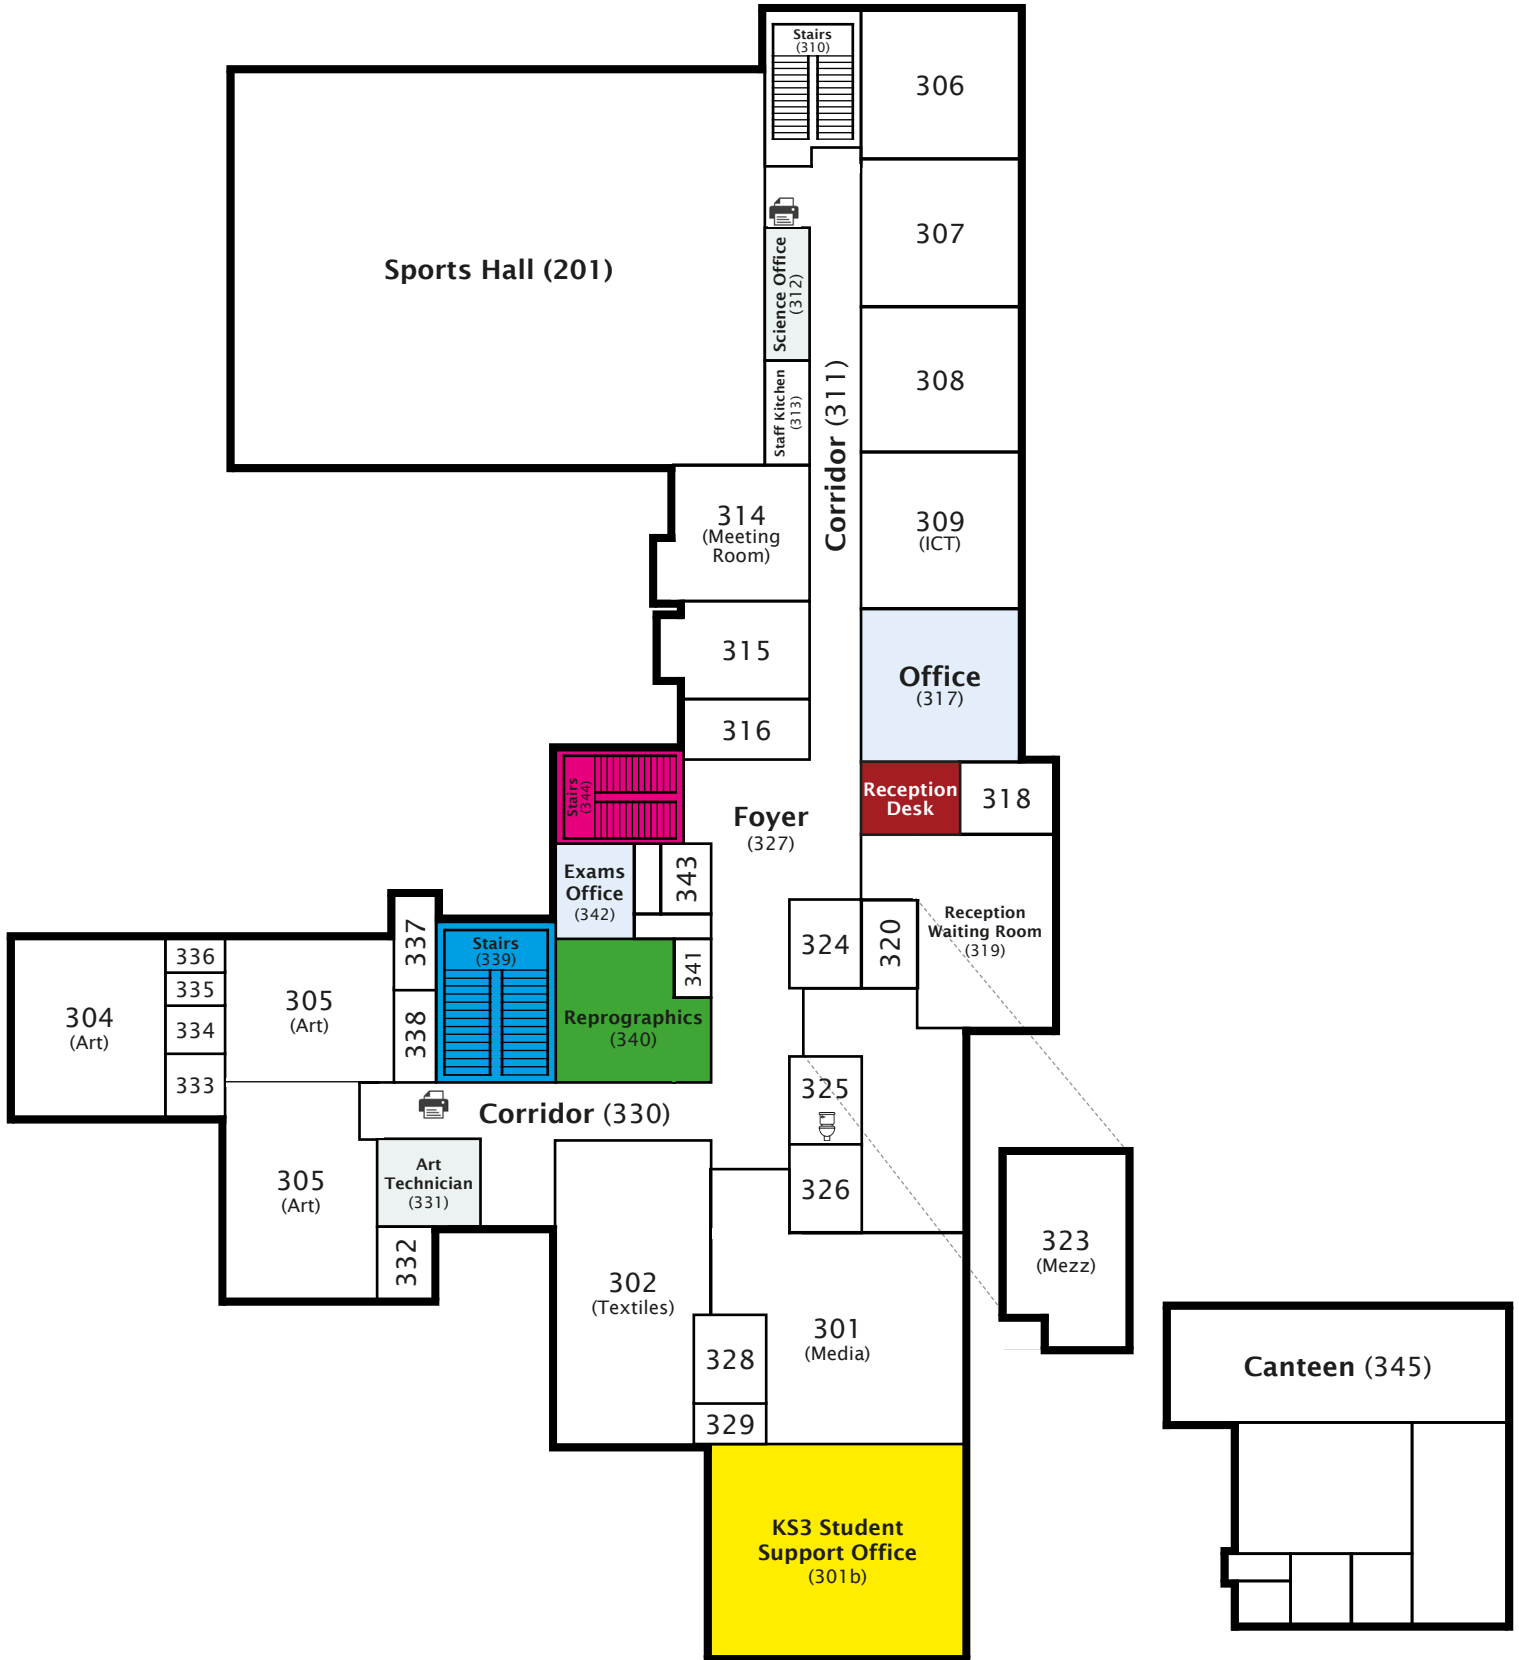 Stairs
(310)
306
307
Sports Hall (201)
Science Office
(312)
308
Corridor (311)
Staff Kitchen
(313)
314
(Meeting
Room)
309
(ICT)
315
Office
(317)
316
Stairs
(344)
Foyer
(327)
Reception
Desk
318
Exams
Office
(342)
343
337
Stairs
(339)
324
320
Reception
Waiting Room
(319)
336
335
334
333
304
(Art)
305
(Art)
338
341
Reprographics
(340)
325
Corridor (330)
305
(Art)
Art
Technician
(331)
326
332
302
(Textiles)
323
(Mezz)
301
(Media)
328
329
Canteen (345)
KS3 Student
Support Office
(301b)